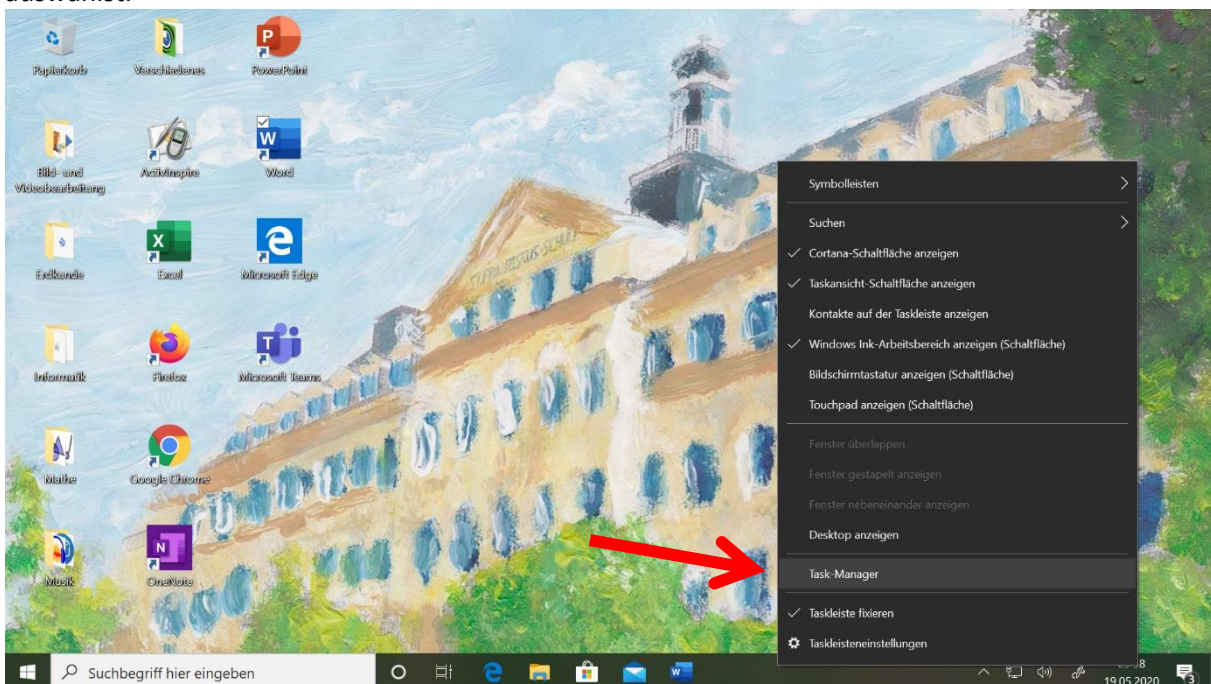 Papierkorb
Verschiedenes
PowerPoint
Bild- und
Videobearbeitung
ActivInspire
Word
Erdkunde
Excel
Microsoft Edge
Informatik
Firefox
Microsoft Teams
Mathe
Google Chrome
Musik
OneNote
Symbolleisten
Suchen
Cortana-Schaltfläche anzeigen
Taskansicht-Schaltfläche anzeigen
Kontakte auf der Taskleiste anzeigen
Windows Ink-Arbeitsbereich anzeigen (Schaltfläche)
Bildschirmtastatur anzeigen (Schaltfläche)
Touchpad anzeigen (Schaltfläche)
Fenster überlappen
Fenster gestapelt anzeigen
Fenster nebeneinander anzeigen
Desktop anzeigen
Task-Manager
Taskleiste fixieren
Taskleisteneinstellungen
Suchbegriff hier eingeben
19.05.2020
3